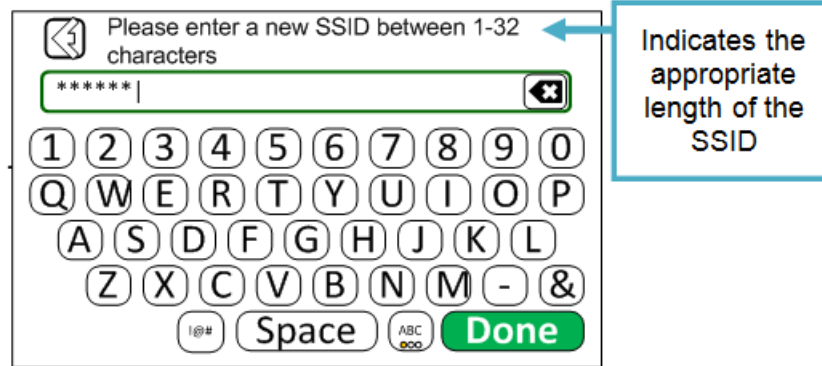 Please enter a new SSID between 1-32
characters
******|
1 2 3 4 5 6 7 8 9 0
Q W E R T Y U I O P
A S D F G H J K L
Z X C V B N M - &
!@# Space ABC Done
Indicates the
appropriate
length of the
SSID